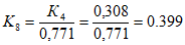 K₈ = K₄/0,771 = 0,308/0,771 = 0.399